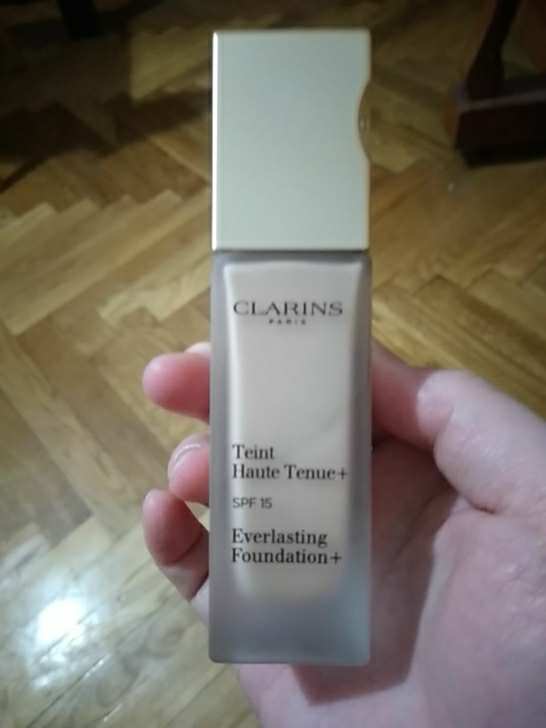 CLARINS
PARIS
Teint
Haute Tenue+
SPF 15
Everlasting
Foundation+